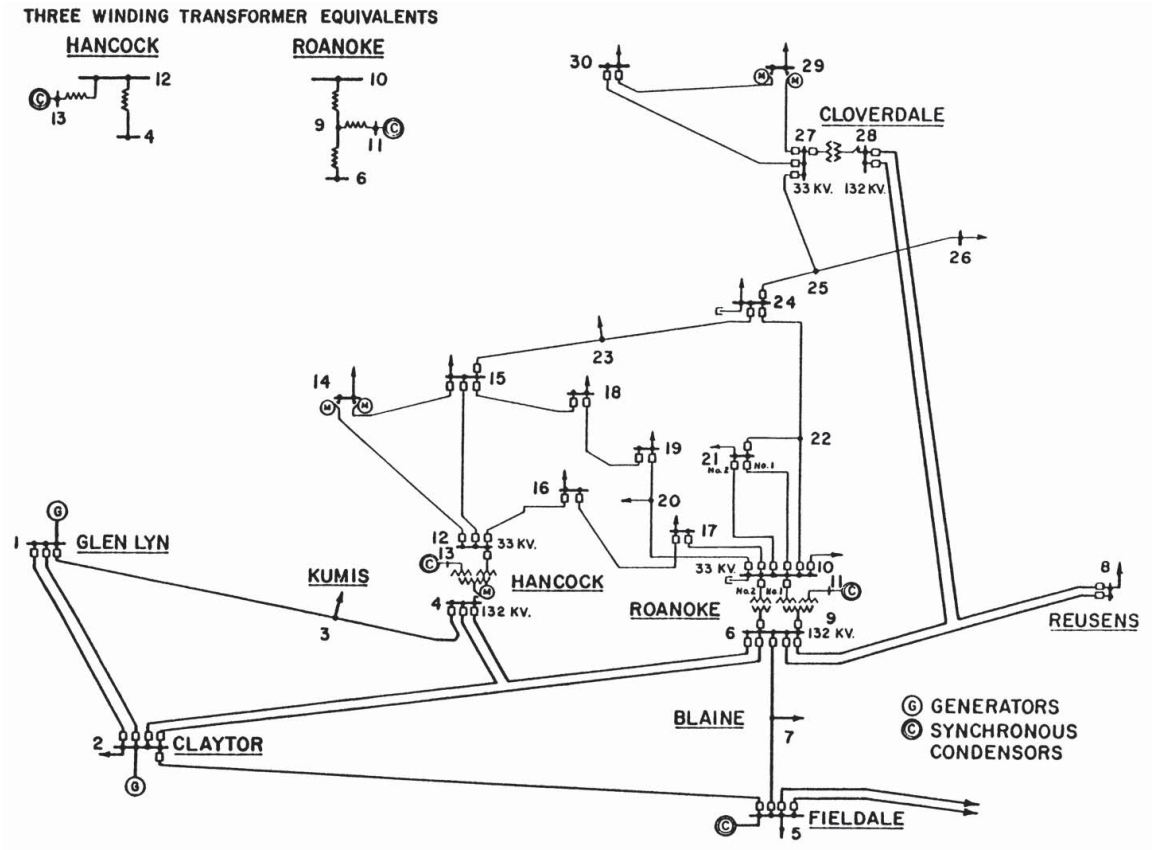 THREE WINDING TRANSFORMER EQUIVALENTS
HANCOCK
ROANOKE
12
C
13
4
10
9
C
11
6
30
M
M
29
CLOVERDALE
27
28
33 KV.
132 KV.
26
25
24
23
15
14
M
M
18
19
22
21
No.2
No.1
16
20
17
G
1
GLEN LYN
12
33 KV.
13
C
M
HANCOCK
KUMIS
3
4
132 KV.
33 KV.
10
No.2
No.1
11
C
ROANOKE
9
6
132 KV.
8
REUSENS
BLAINE
7
2
CLAYTOR
G
G GENERATORS
C SYNCHRONOUS
CONDENSORS
C
5
FIELDALE